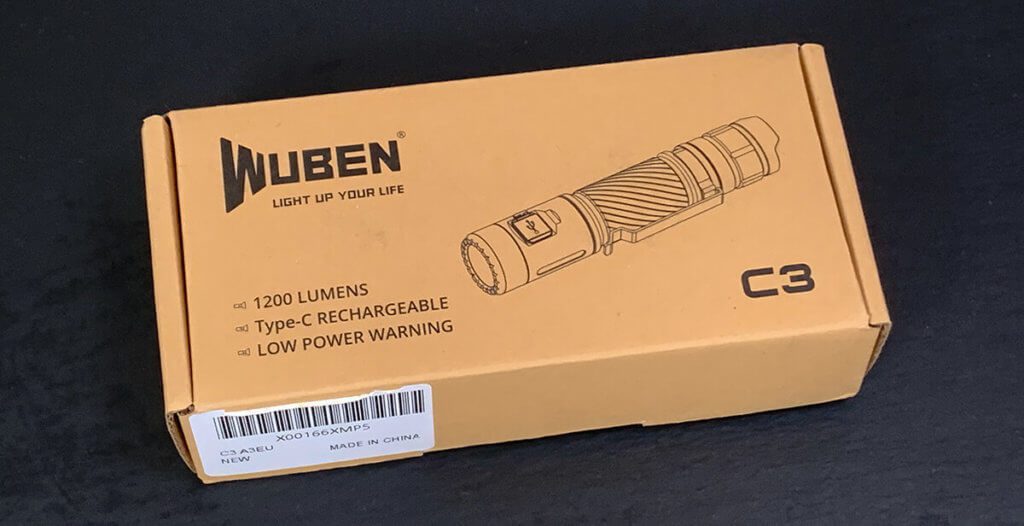 WUBEN®
LIGHT UP YOUR LIFE
1200 LUMENS
Type-C RECHARGEABLE
LOW POWER WARNING
C3
X00166XMP5
C3 A3EU
NEW
MADE IN CHINA